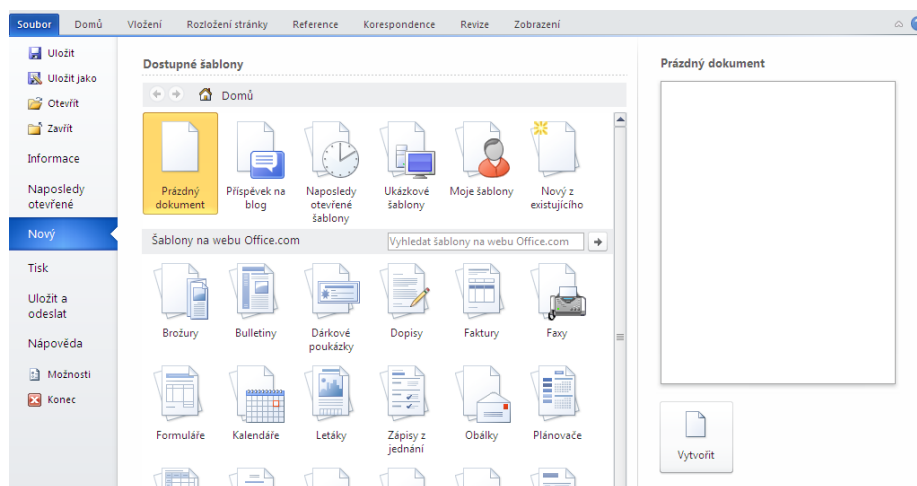 Soubor Domů Vložení Rozložení stránky Reference Korespondence Revize Zobrazení
Uložit
Uložit jako
Otevřít
Zavřít
Informace
Naposledy
otevřené
Nový
Tisk
Uložit a
odeslat
Nápověda
Možnosti
Konec
Dostupné šablony
Domů
Prázdný
dokument
Příspěvek na
blog
Naposledy
otevřené
šablony
Ukázkové
šablony
Moje šablony
Nový z
existujícího
Šablony na webu Office.com
Vyhledat šablony na webu Office.com
Brožury
Bulletiny
Dárkové
poukázky
Dopisy
Faktury
Faxy
Formuláře
Kalendáře
Letáky
Zápisy z
jednání
Obálky
Plánovače
Prázdný dokument
Vytvořit